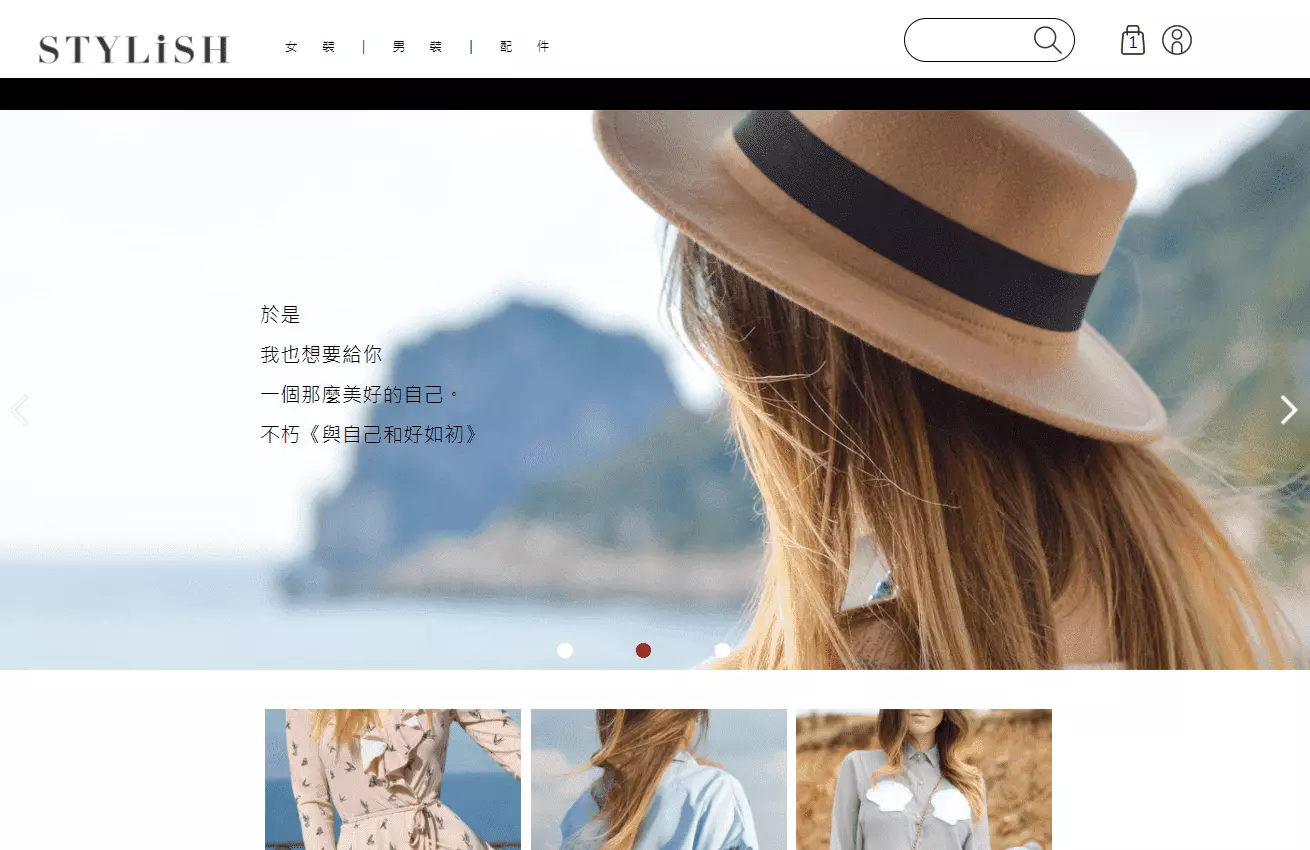 STYLiSH
女裝 | 男裝 | 配件
1
於是
我也想要給你
一個那麼美好的自己。
不朽《與自己和好如初》